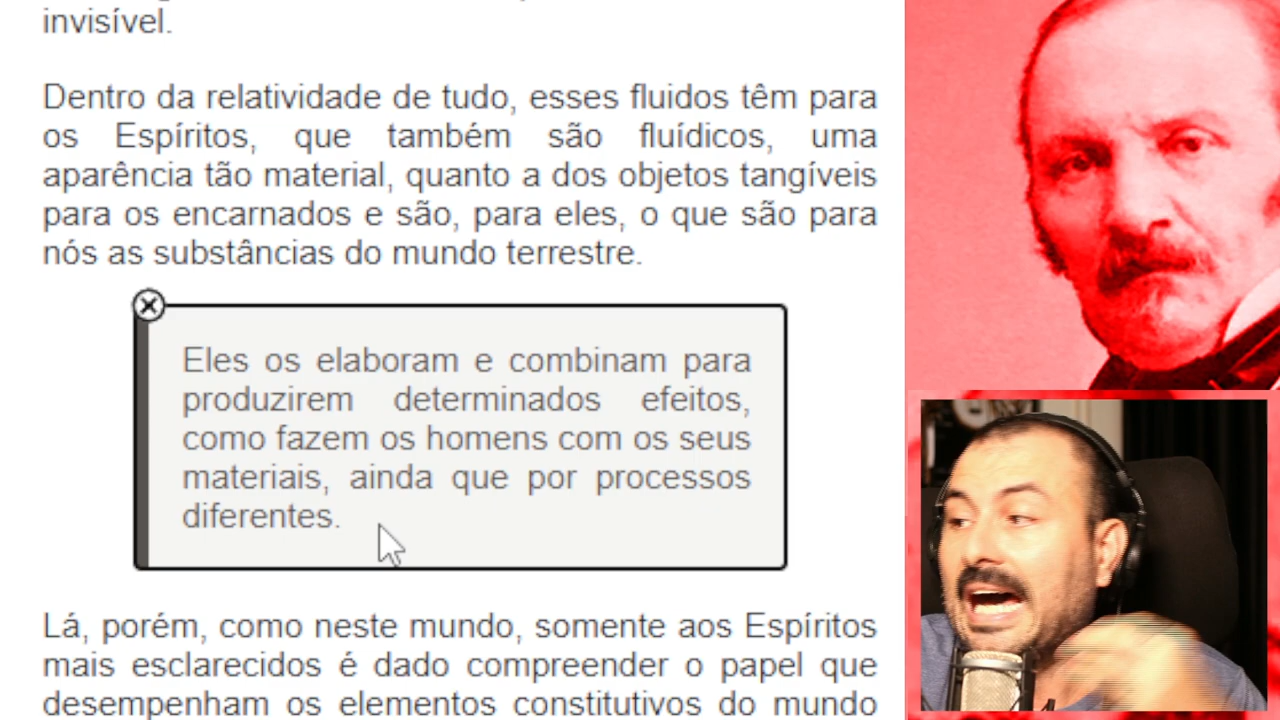 invisível.
Dentro da relatividade de tudo, esses fluidos têm para
os Espíritos, que também são fluídicos, uma
aparência tão material, quanto a dos objetos tangíveis
para os encarnados e são, para eles, o que são para
nós as substâncias do mundo terrestre.
Eles os elaboram e combinam para
produzirem determinados efeitos,
como fazem os homens com os seus
materiais, ainda que por processos
diferentes.
Lá, porém, como neste mundo, somente aos Espíritos
mais esclarecidos é dado compreender o papel que
desempenham os elementos constitutivos do mundo